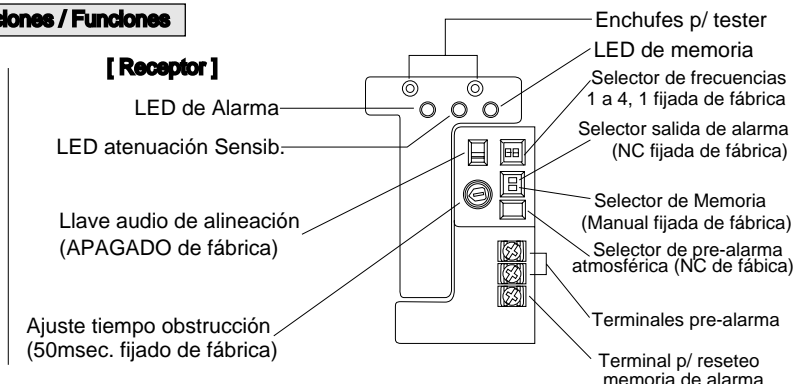 ciones / Funciones
[ Receptor ]
Enchufes p/ tester
LED de memoria
LED de Alarma
Selector de frecuencias
1 a 4, 1 fijada de fábrica
LED atenuación Sensib.
Selector salida de alarma
(NC fijada de fábrica)
Llave audio de alineación
(APAGADO de fábrica)
Selector de Memoria
(Manual fijada de fábrica)
Selector de pre-alarma
atmosférica (NC de fábica)
Ajuste tiempo obstrucción
(50msec. fijado de fábrica)
Terminales pre-alarma
Terminal p/ reseteo
memoria de alarma